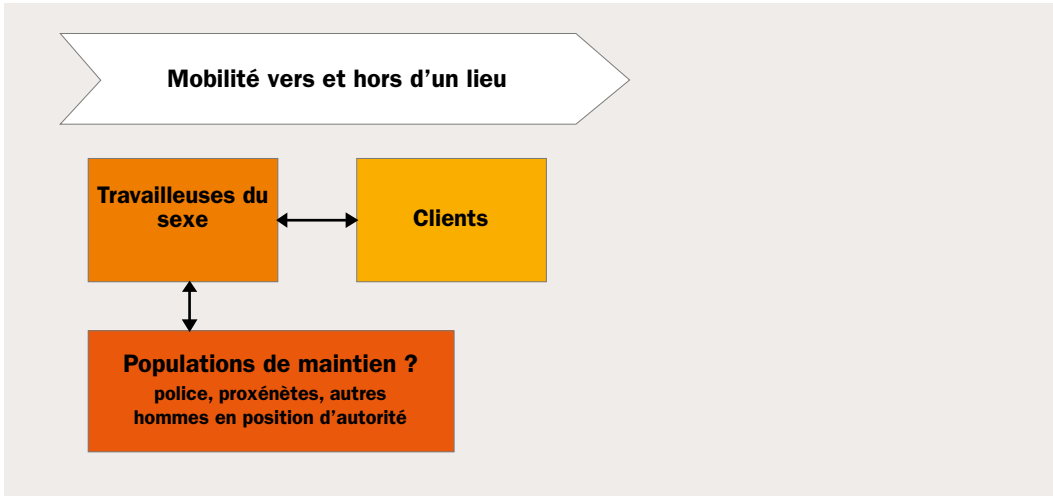 Mobilité vers et hors d’un lieu
Travailleuses du
sexe
Clients
Populations de maintien ?
police, proxénètes, autres
hommes en position d’autorité